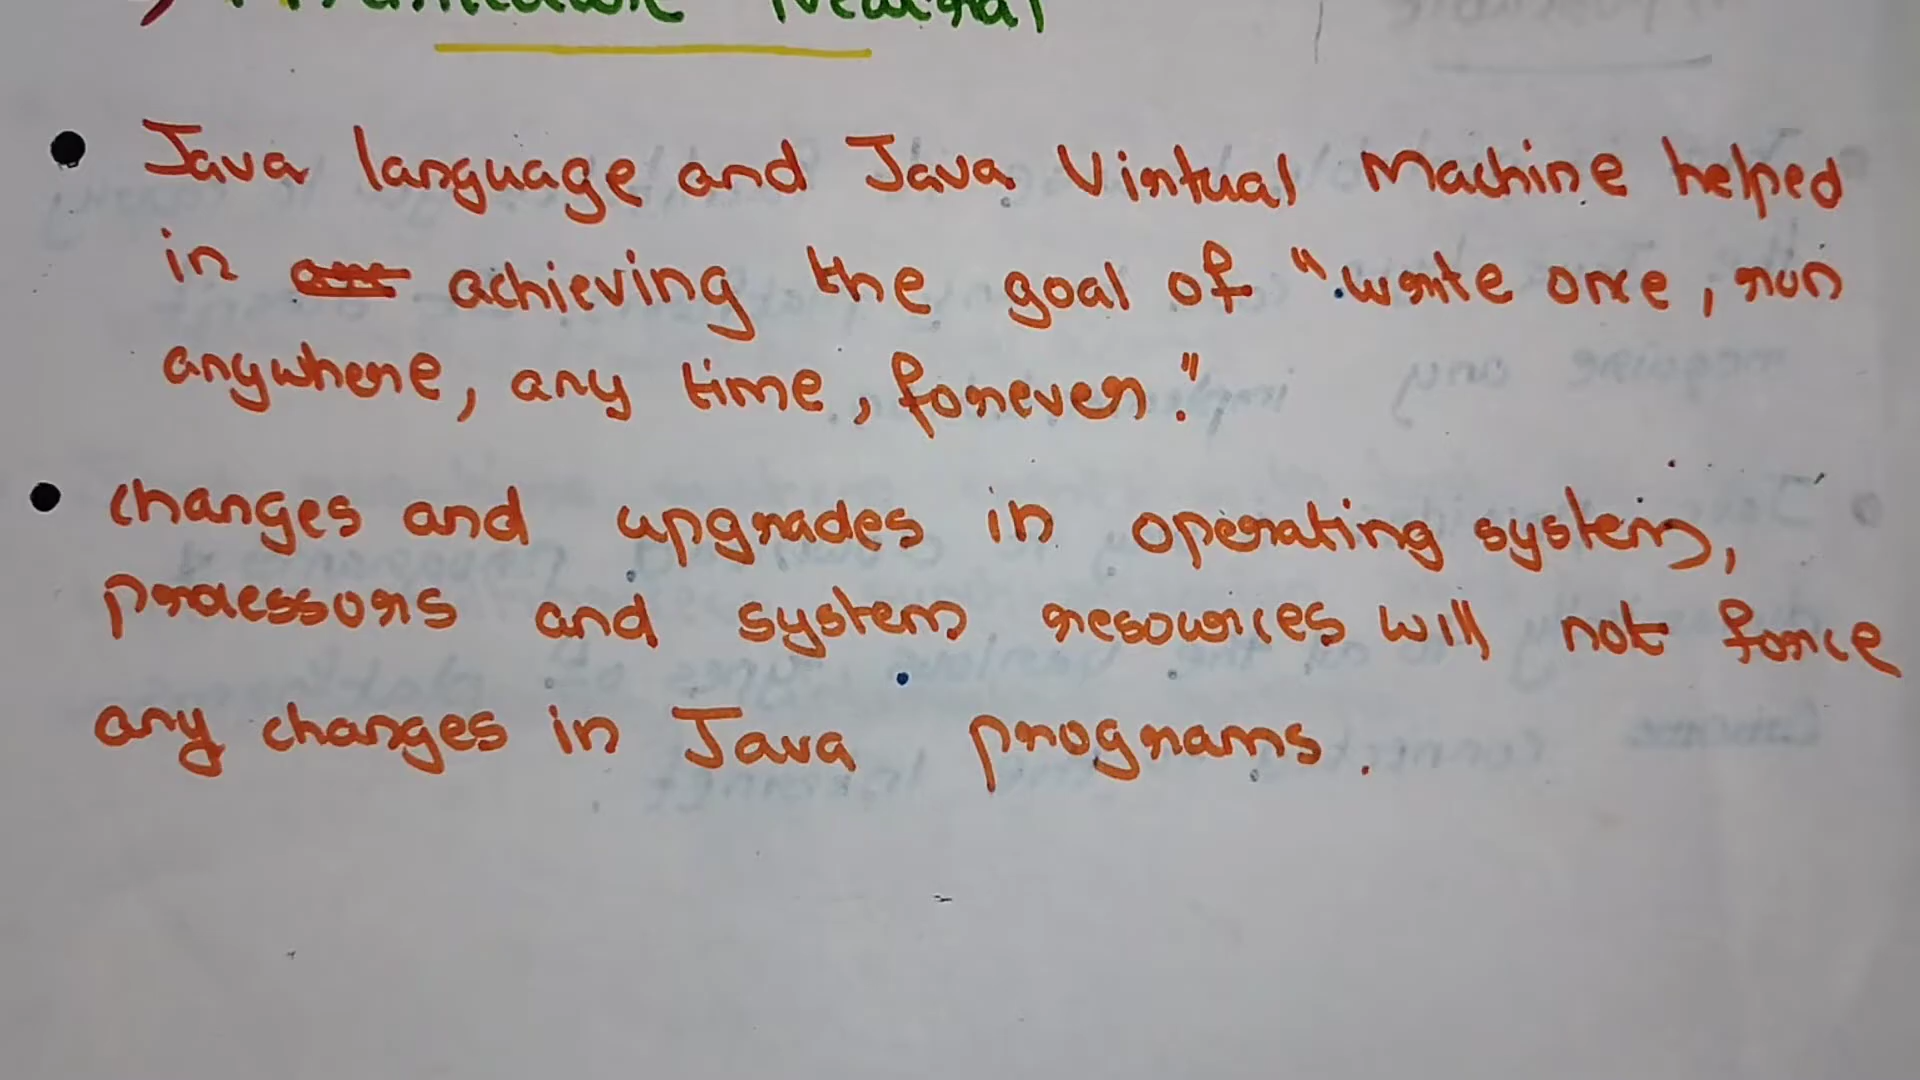 Neutral
• Java language and Java Virtual Machine helped
in achieving the goal of "write once, run
anywhere, any time, forever."
• changes and upgrades in operating system,
processors and system resources will not force
any changes in Java programs.